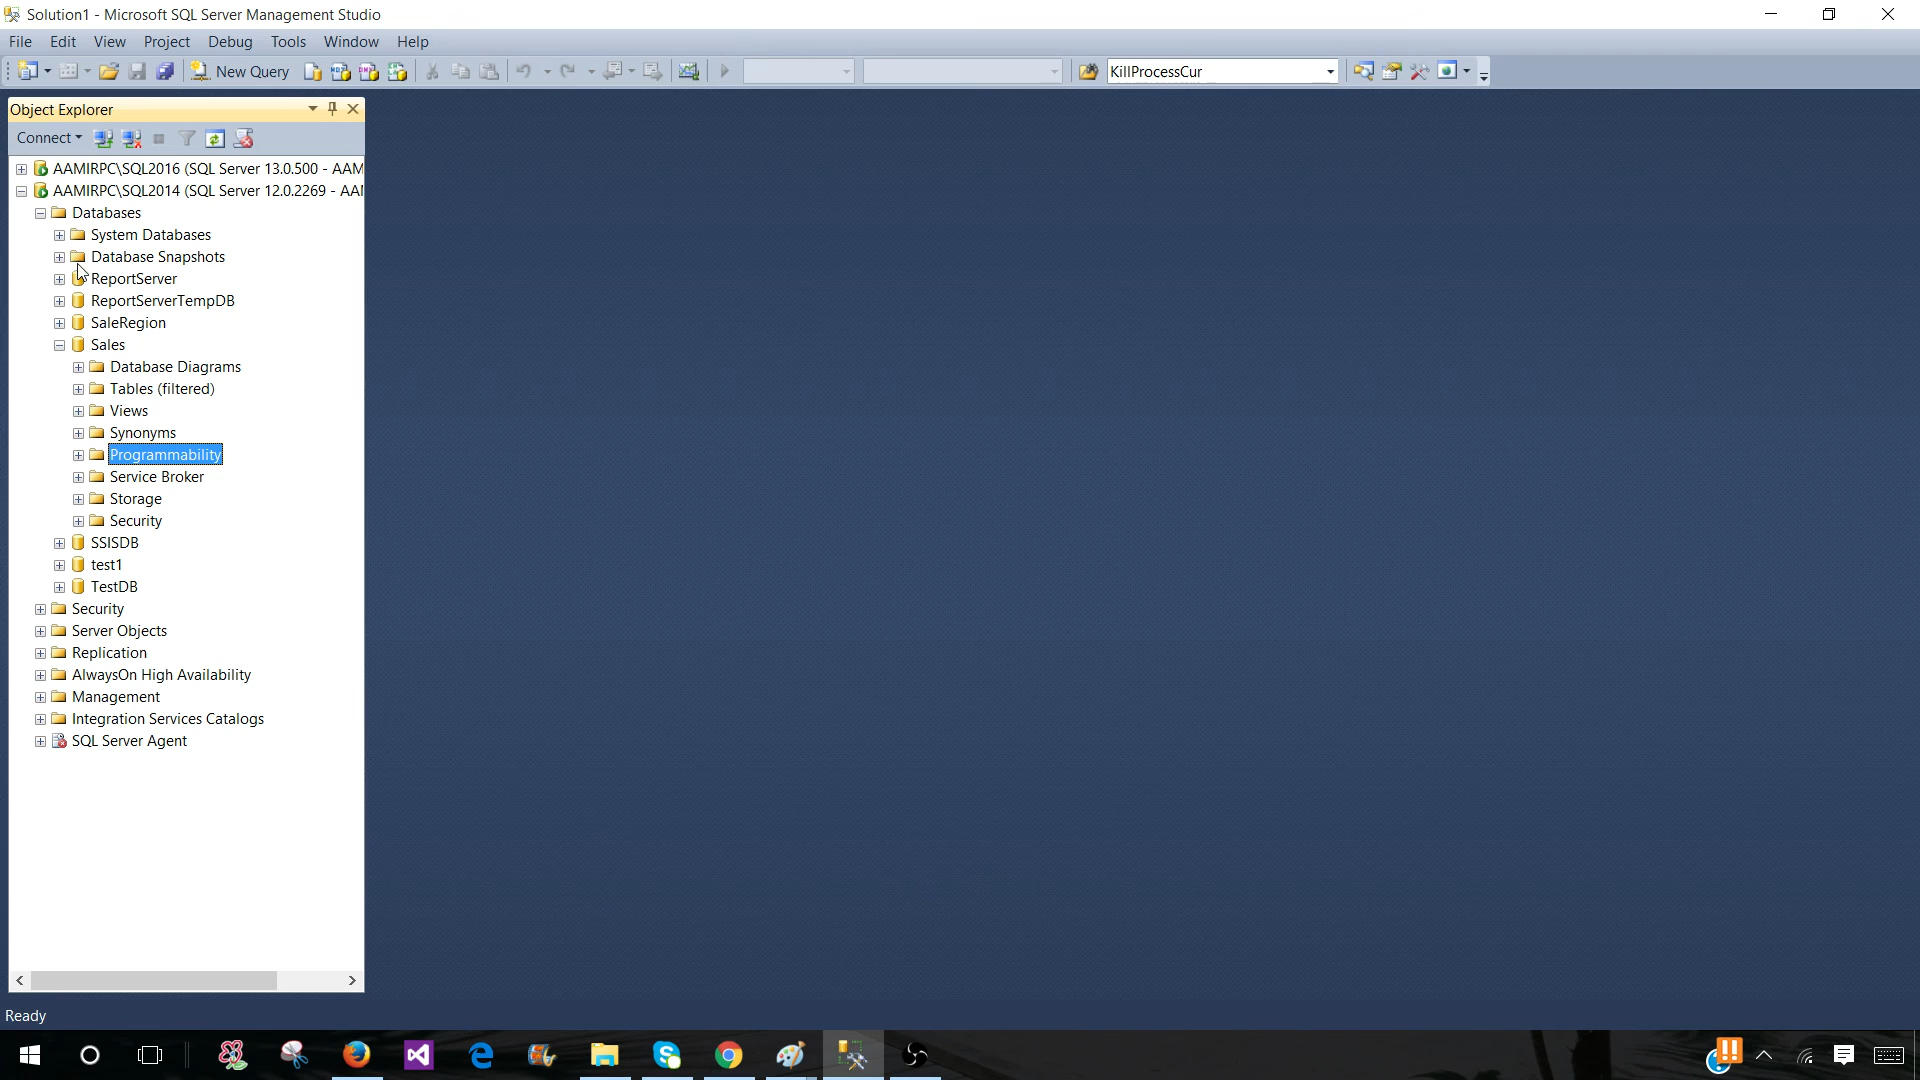 Solution1 - Microsoft SQL Server Management Studio
File Edit View Project Debug Tools Window Help
New Query KillProcessCur
Object Explorer
Connect
AAMIRPC\SQL2016 (SQL Server 13.0.500 - AAM
AAMIRPC\SQL2014 (SQL Server 12.0.2269 - AAI
Databases
System Databases
Database Snapshots
ReportServer
ReportServerTempDB
SaleRegion
Sales
Database Diagrams
Tables (filtered)
Views
Synonyms
Programmability
Service Broker
Storage
Security
SSISDB
test1
TestDB
Security
Server Objects
Replication
AlwaysOn High Availability
Management
Integration Services Catalogs
SQL Server Agent
Ready